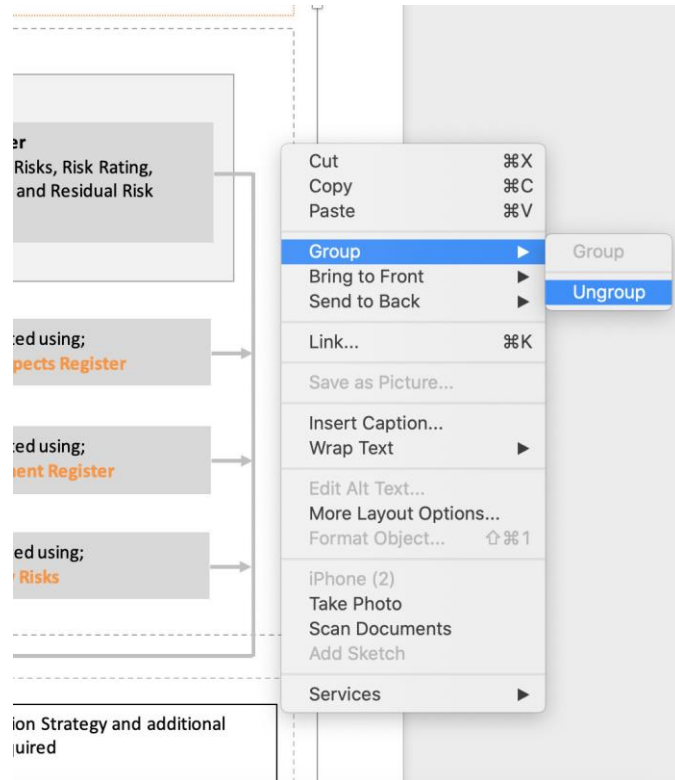 er
Risks, Risk Rating,
and Residual Risk
ted using;
pects Register
ted using;
nent Register
ed using;
Risks
ion Strategy and additional
uired
Cut ⌘X
Copy ⌘C
Paste ⌘V
Group ▶
Bring to Front ▶
Send to Back ▶
Link... ⌘K
Save as Picture...
Insert Caption...
Wrap Text ▶
Edit Alt Text...
More Layout Options...
Format Object... ⇧⌘1
iPhone (2)
Take Photo
Scan Documents
Add Sketch
Services ▶
Group
Ungroup